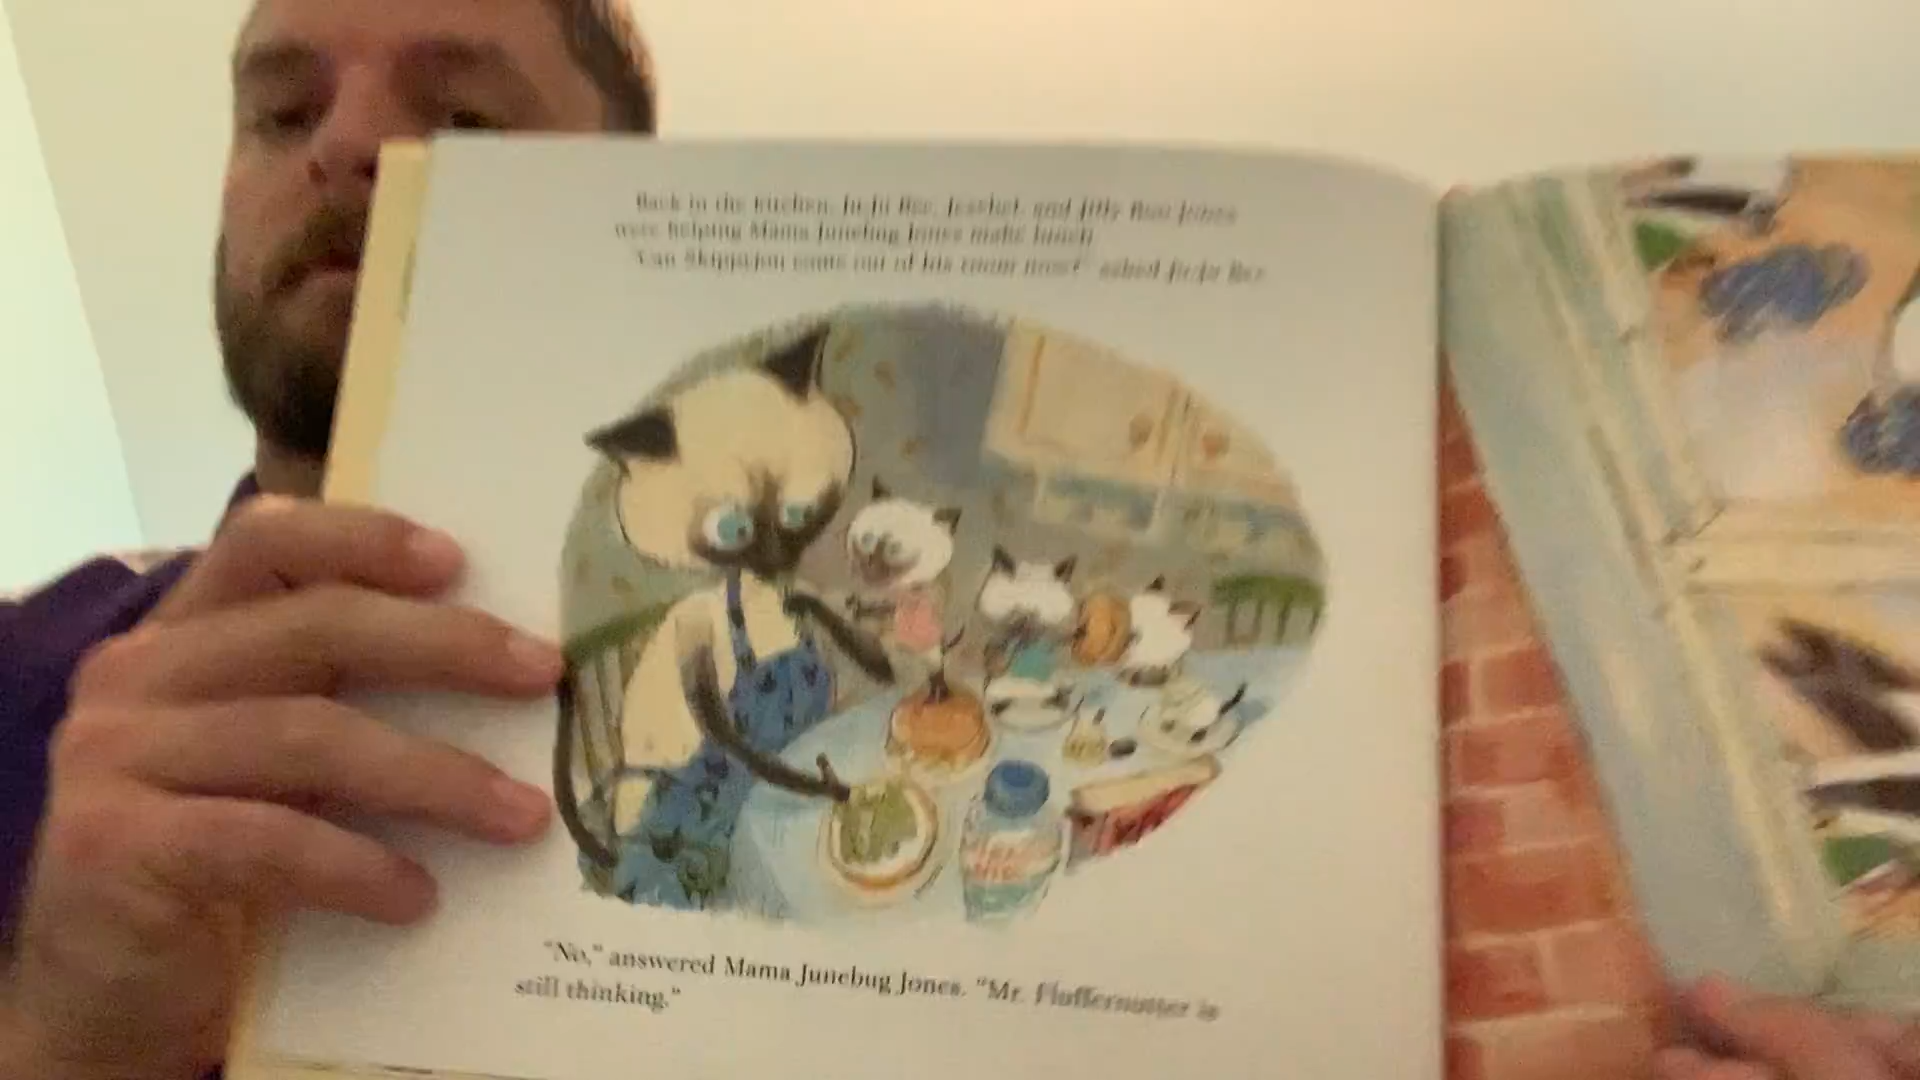 Back in the kitchen, Ju-Ju Bee, Jezebel, and Jilly Boo Jones
were helping Mama Junebug Jones make lunch.
"Can Skippyjon come out of his room now?" asked Ju-Ju Bee.
"No," answered Mama Junebug Jones. "Mr. Fluffernutter is
still thinking."